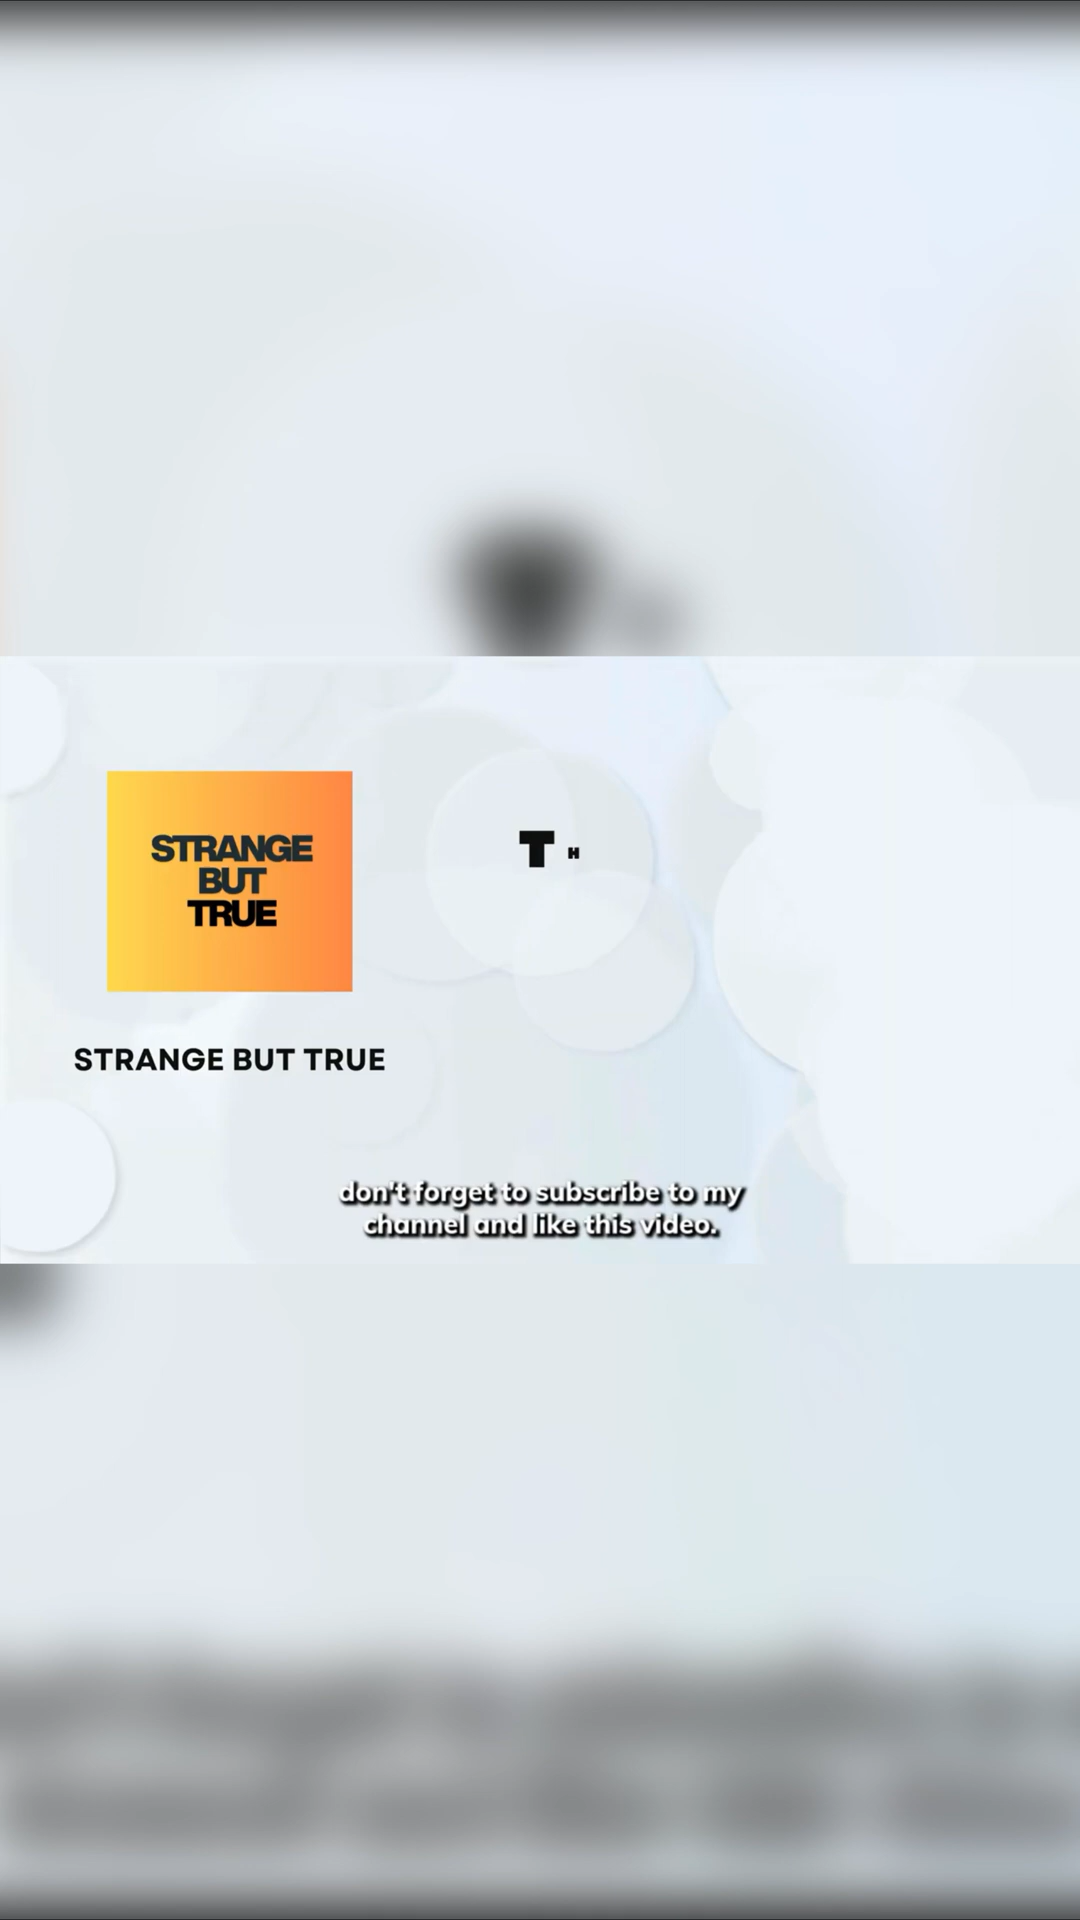 STRANGE
BUT
TRUE
T H
STRANGE BUT TRUE
don't forget to subscribe to my
channel and like this video.